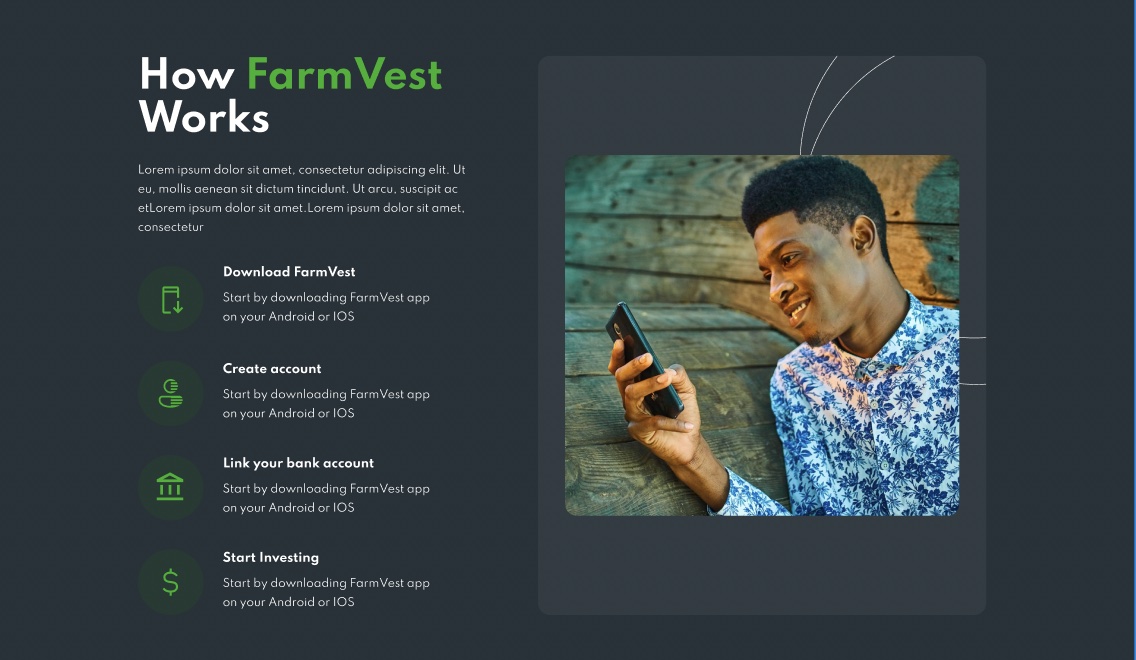 How FarmVest
Works
Lorem ipsum dolor sit amet, consectetur adipiscing elit. Ut
eu, mollis aenean sit dictum tincidunt. Ut arcu, suscipit ac
etLorem ipsum dolor sit amet.Lorem ipsum dolor sit amet,
consectetur
Download FarmVest
Start by downloading FarmVest app
on your Android or IOS
Create account
Start by downloading FarmVest app
on your Android or IOS
Link your bank account
Start by downloading FarmVest app
on your Android or IOS
Start Investing
Start by downloading FarmVest app
on your Android or IOS